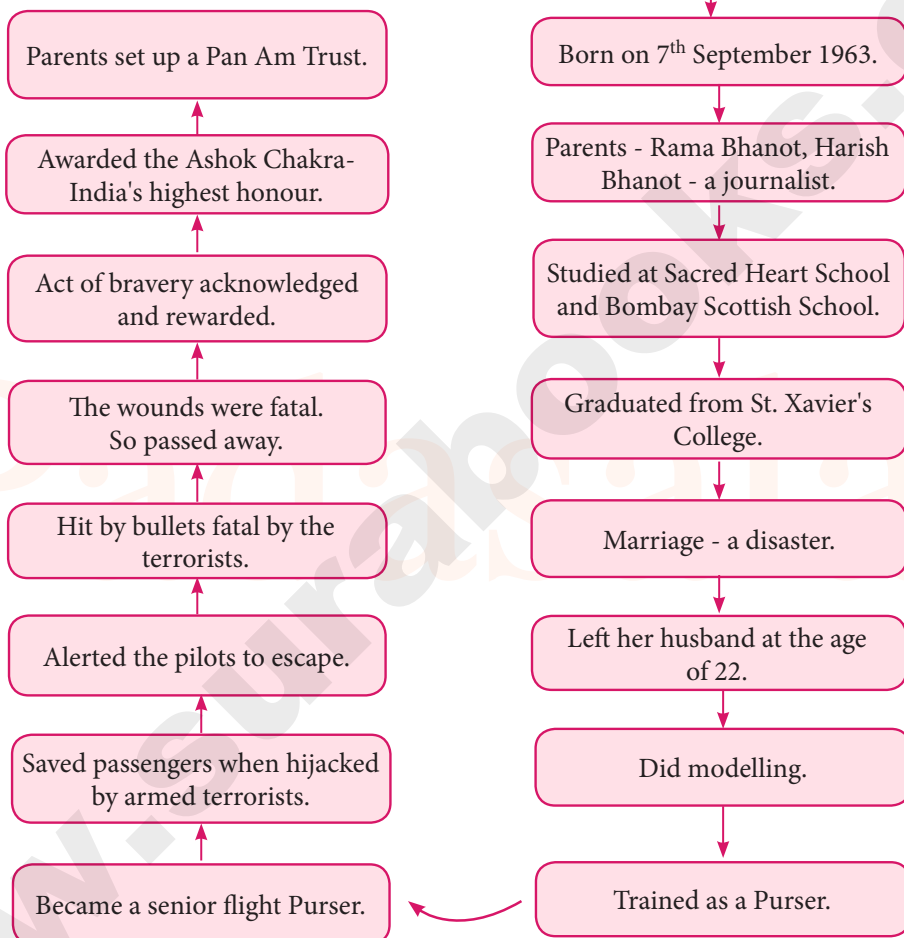 Born on 7th September 1963.
Parents - Rama Bhanot, Harish
Bhanot - a journalist.
Studied at Sacred Heart School
and Bombay Scottish School.
Graduated from St. Xavier's
College.
Marriage - a disaster.
Left her husband at the age
of 22.
Did modelling.
Trained as a Purser.
Became a senior flight Purser.
Saved passengers when hijacked
by armed terrorists.
Alerted the pilots to escape.
Hit by bullets fatal by the
terrorists.
The wounds were fatal.
So passed away.
Act of bravery acknowledged
and rewarded.
Awarded the Ashok Chakra-
India's highest honour.
Parents set up a Pan Am Trust.
w.surabooks.